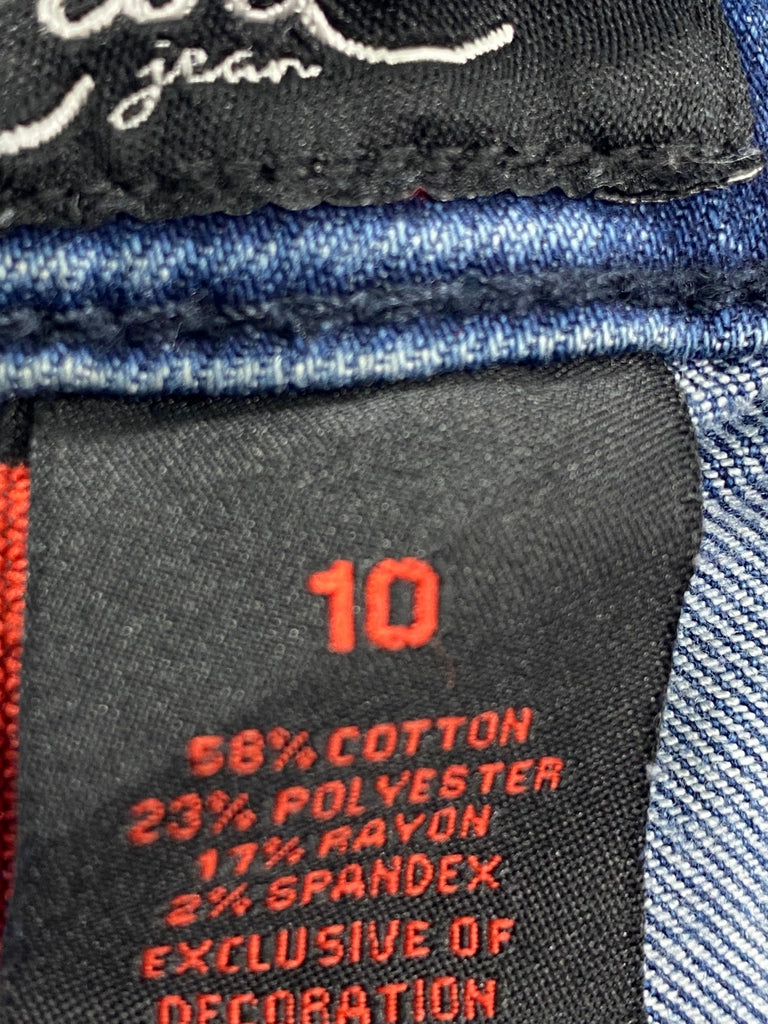 jean
10
58% COTTON
23% POLYESTER
17% RAYON
2% SPANDEX
EXCLUSIVE OF
DECORATION